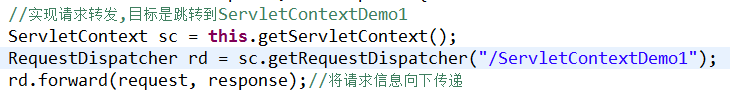 //实现请求转发,目标是跳转到ServletContextDemo1
ServletContext sc = this.getServletContext();
RequestDispatcher rd = sc.getRequestDispatcher("/ServletContextDemo1");
rd.forward(request, response);//将请求信息向下传递